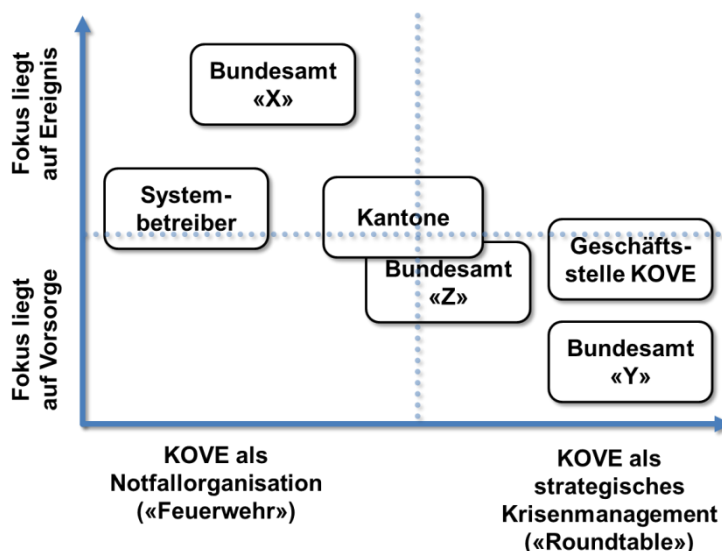 Fokus liegt
auf Ereignis
Fokus liegt
auf Vorsorge
Bundesamt
«X»
System-
betreiber
Kantone
Bundesamt
«Z»
Geschäfts-
stelle KOVE
Bundesamt
«Y»
KOVE als
Notfallorganisation
(«Feuerwehr»)
KOVE als
strategisches
Krisenmanagement
(«Roundtable»)